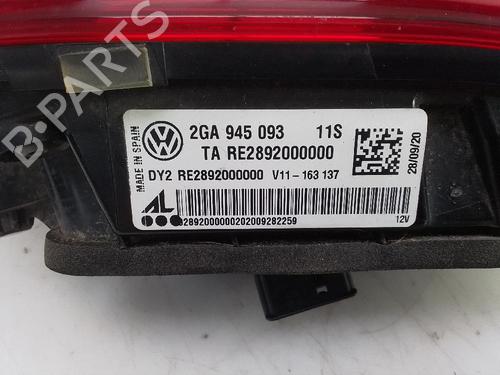 B-PARTS
MADE IN SPAIN
2GA 945 093 11S
TA RE2892000000
DY2 RE2892000000 V11-163 137
28/09/20
AL
12V